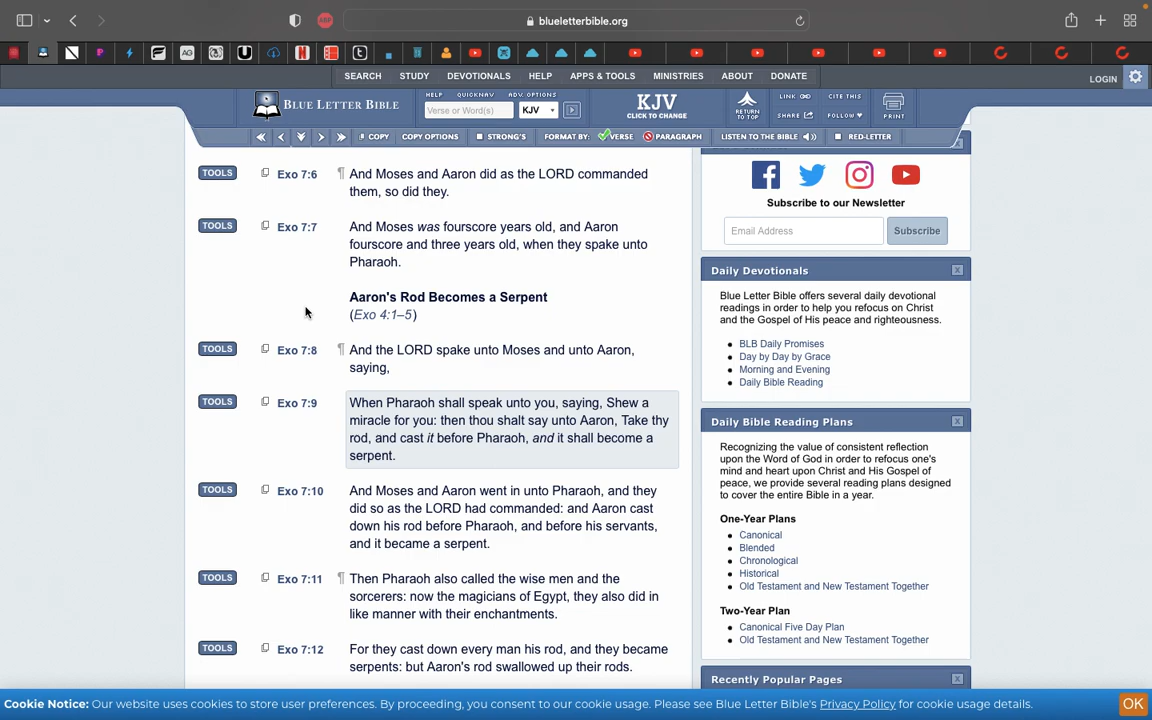 ABP
blueletterbible.org
AG
SEARCH STUDY DEVOTIONALS HELP APPS & TOOLS MINISTRIES ABOUT DONATE
LOGIN
BLUE LETTER BIBLE
HELP QUICKNAV ADV. OPTIONS
Verse or Word(s)
KJV
KJV
CLICK TO CHANGE
RETURN
TO TOP
LINK
CITE THIS
SHARE
FOLLOW
PRINT
COPY COPY OPTIONS STRONG'S FORMAT BY: VERSE PARAGRAPH LISTEN TO THE BIBLE RED-LETTER
TOOLS Exo 7:6 ¶ And Moses and Aaron did as the LORD commanded
them, so did they.
TOOLS Exo 7:7 And Moses was fourscore years old, and Aaron
fourscore and three years old, when they spake unto
Pharaoh.
Aaron's Rod Becomes a Serpent
(Exo 4:1–5)
TOOLS Exo 7:8 ¶ And the LORD spake unto Moses and unto Aaron,
saying,
TOOLS Exo 7:9 When Pharaoh shall speak unto you, saying, Shew a
miracle for you: then thou shalt say unto Aaron, Take thy
rod, and cast it before Pharaoh, and it shall become a
serpent.
TOOLS Exo 7:10 And Moses and Aaron went in unto Pharaoh, and they
did so as the LORD had commanded: and Aaron cast
down his rod before Pharaoh, and before his servants,
and it became a serpent.
TOOLS Exo 7:11 ¶ Then Pharaoh also called the wise men and the
sorcerers: now the magicians of Egypt, they also did in
like manner with their enchantments.
TOOLS Exo 7:12 For they cast down every man his rod, and they became
serpents: but Aaron's rod swallowed up their rods.
Subscribe to our Newsletter
Email Address
Subscribe
Daily Devotionals
Blue Letter Bible offers several daily devotional
readings in order to help you refocus on Christ
and the Gospel of His peace and righteousness.
BLB Daily Promises
Day by Day by Grace
Morning and Evening
Daily Bible Reading
Daily Bible Reading Plans
Recognizing the value of consistent reflection
upon the Word of God in order to refocus one's
mind and heart upon Christ and His Gospel of
peace, we provide several reading plans designed
to cover the entire Bible in a year.
One-Year Plans
Canonical
Blended
Chronological
Historical
Old Testament and New Testament Together
Two-Year Plan
Canonical Five Day Plan
Old Testament and New Testament Together
Recently Popular Pages
Cookie Notice: Our website uses cookies to store user preferences. By proceeding, you consent to our cookie usage. Please see Blue Letter Bible's Privacy Policy for cookie usage details.
OK